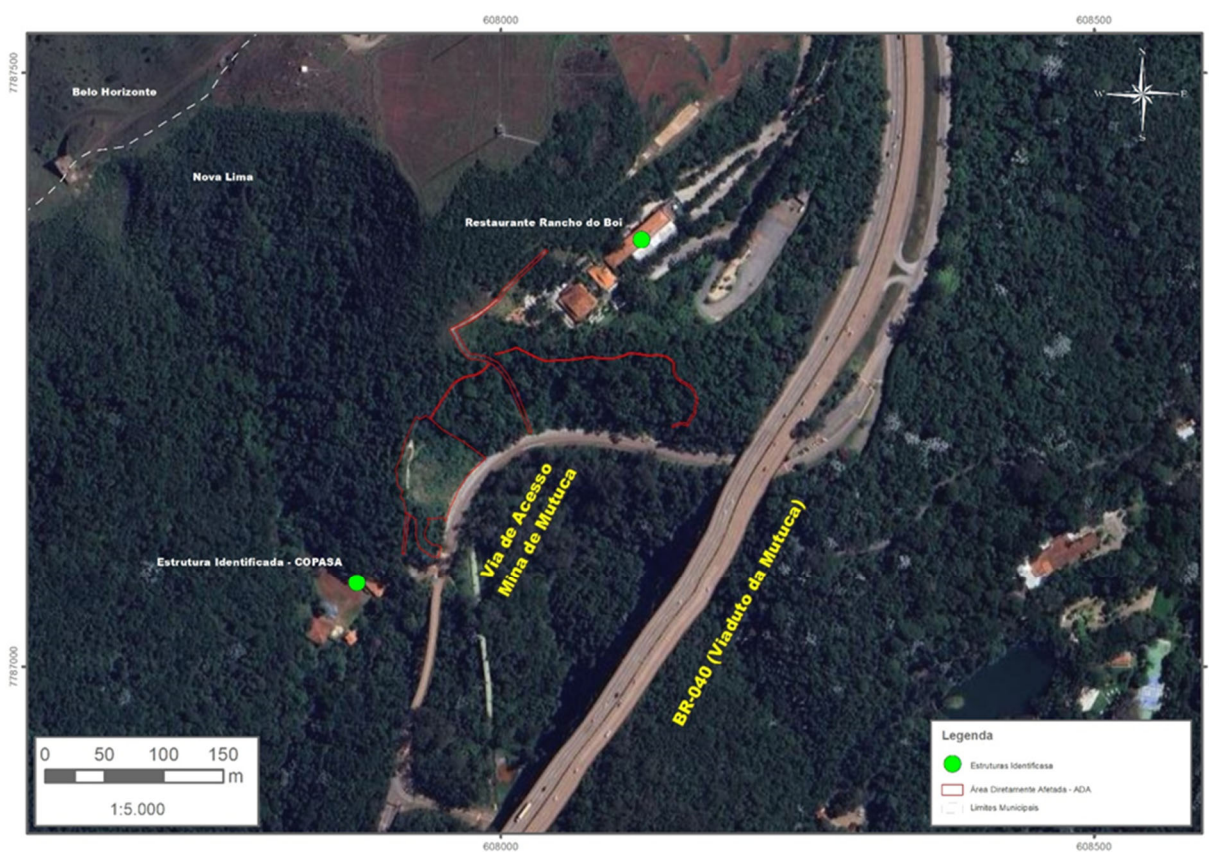 608000
608500
7787500
N
W
E
S
Belo Horizonte
Nova Lima
Restaurante Rancho do Boi
Via de Acesso
Mina de Mutuca
Estrutura Identificada - COPASA
BR-040 (Viaduto da Mutuca)
7787000
0 50 100 150
m
1:5.000
Legenda
Estruturas Identificasa
Área Diretamente Afetada - ADA
Limites Municipais
608000
608500